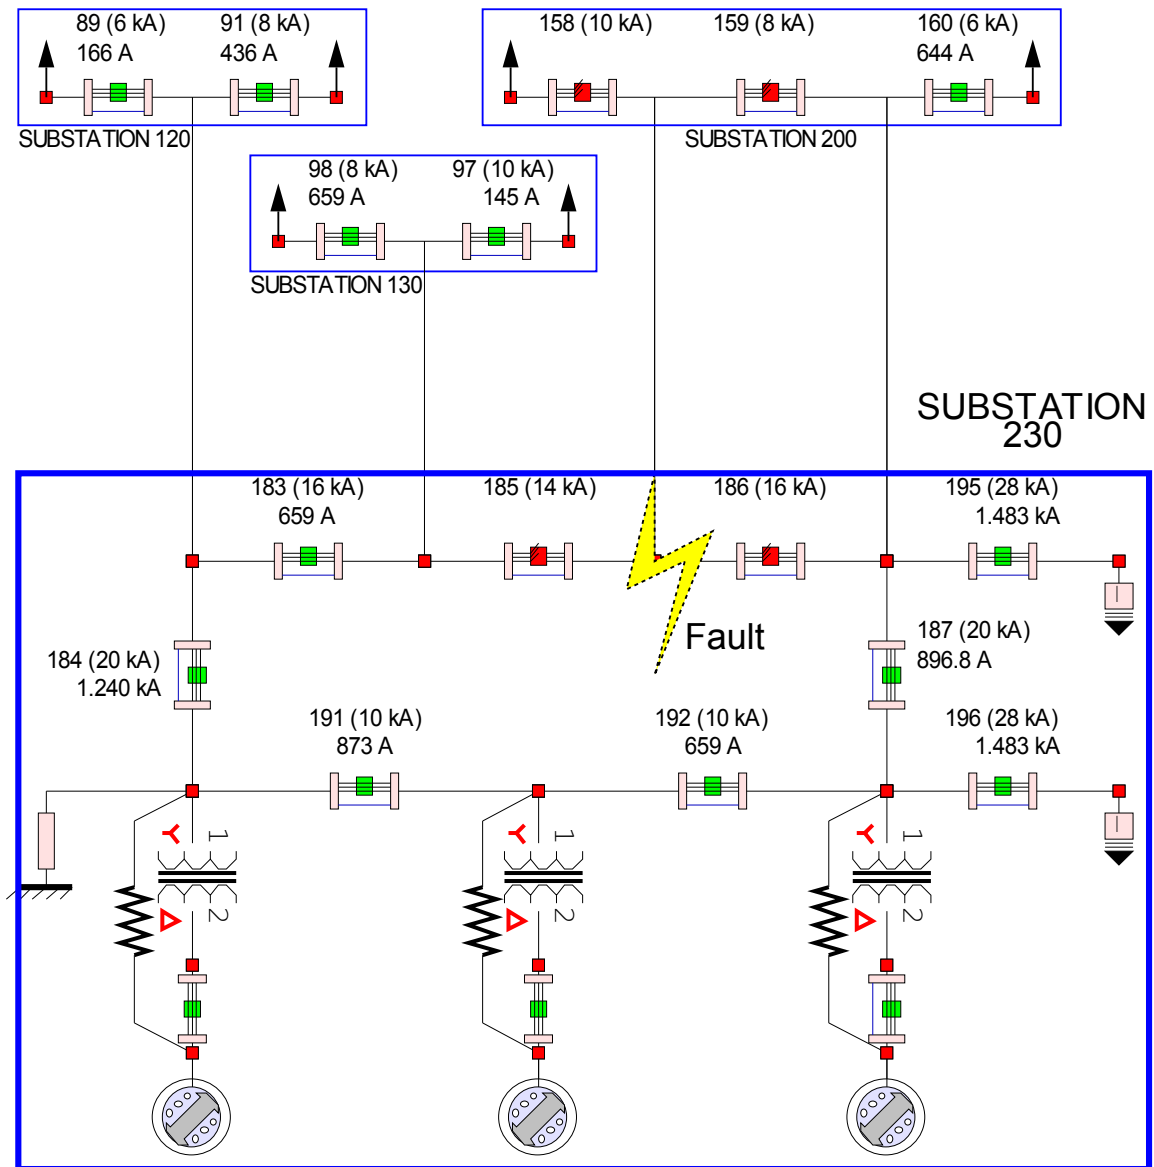 89 (6 kA)
166 A
91 (8 kA)
436 A
SUBSTATION 120
158 (10 kA)
159 (8 kA)
160 (6 kA)
644 A
SUBSTATION 200
98 (8 kA)
659 A
97 (10 kA)
145 A
SUBSTATION 130
SUBSTATION
230
183 (16 kA)
659 A
185 (14 kA)
186 (16 kA)
195 (28 kA)
1.483 kA
Fault
184 (20 kA)
1.240 kA
187 (20 kA)
896.8 A
191 (10 kA)
873 A
192 (10 kA)
659 A
196 (28 kA)
1.483 kA
1
2
1
2
1
2